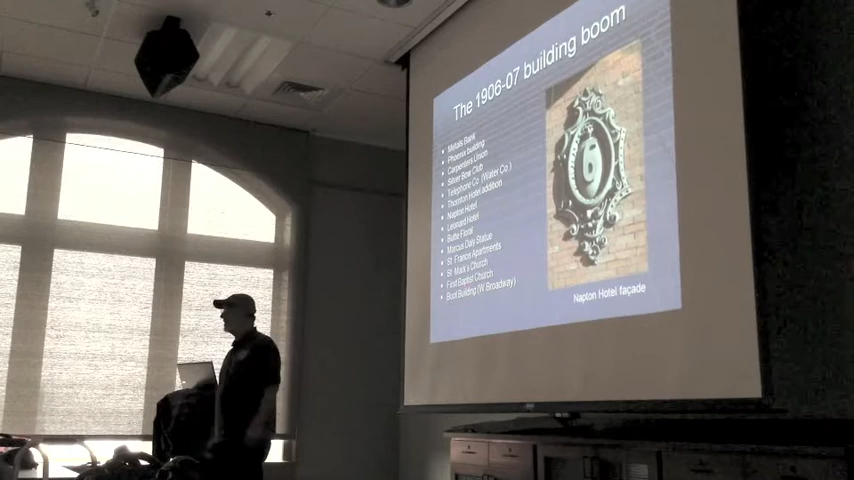 The 1906-07 building boom
Metals Bank
Phoenix building
Carpenters Union
Silver Bow Club
Telephone Co (Water Co.)
Thornton Hotel addition
Napton Hotel
Leonard Hotel
Butte Floral
Marcus Daly Statue
St Francis Apartments
St Mark's Church
First Baptist Church
Boot Building (W Broadway)
6
Napton Hotel façade